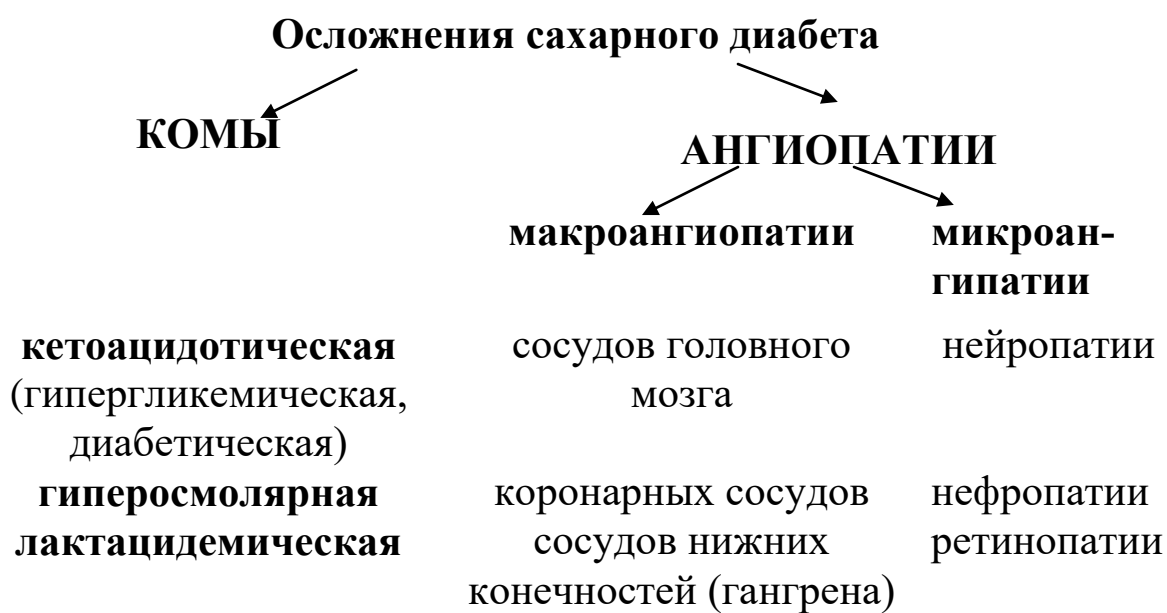 Осложнения сахарного диабета
КОМЫ
АНГИОПАТИИ
макроангиопатии
микроан-
гипатии
кетоацидотическая
(гипергликемическая,
диабетическая)
сосудов головного
мозга
нейропатии
гиперосмолярная
коронарных сосудов
нефропатии
лактацидемическая
сосудов нижних
конечностей (гангрена)
ретинопатии